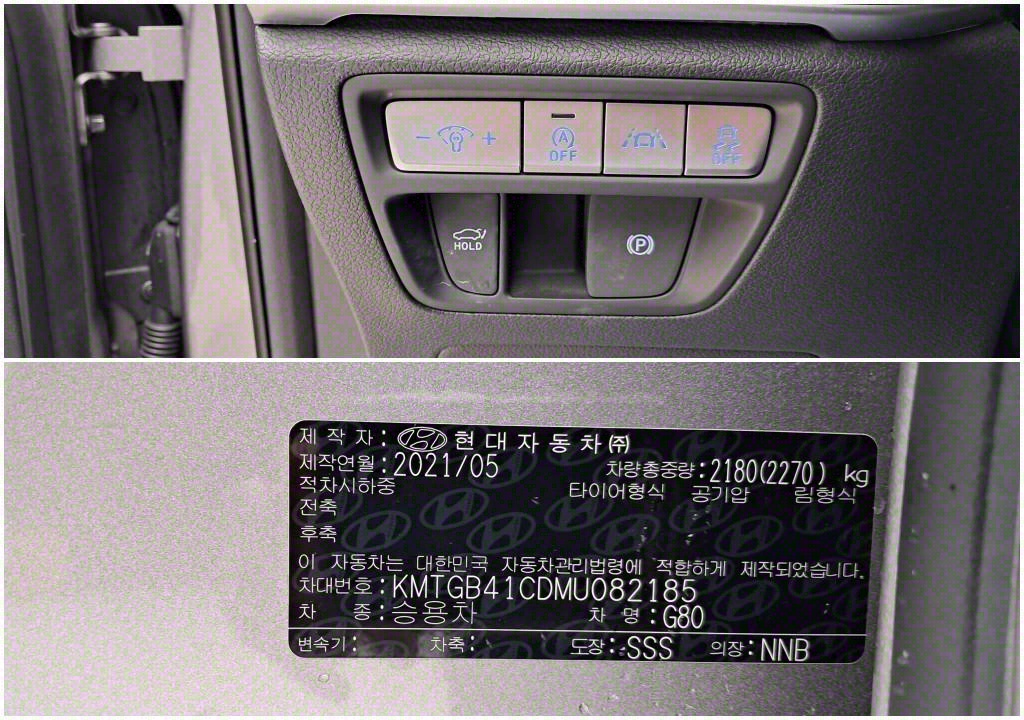 − +
A
OFF
OFF
HOLD
P
제 작 자 : 현 대 자 동 차 ㈜
제작연월 : 2021/05 차량총중량 : 2180(2270) kg
적차시하중 타이어형식 공기압 림형식
전축
후축
이 자동차는 대한민국 자동차관리법령에 적합하게 제작되었습니다.
차대번호 : KMTGB41CDMU082185
차 종 : 승용차 차 명 : G80
변속기 : 차축 : 도장 : SSS 의장 : NNB